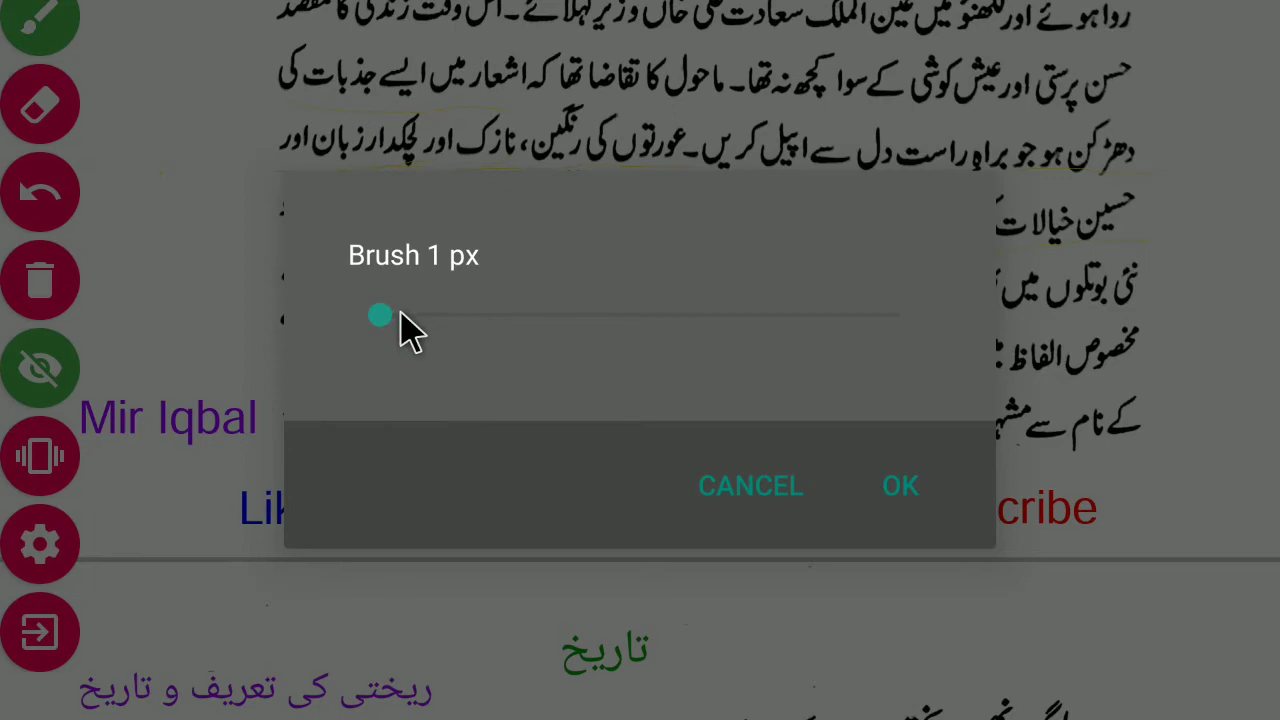 روا ہوئے اور لکھنؤ میں عین الملک سعادت علی خاں وزیر کہلائے۔ اس وقت زندگی کا مقصد
حسن پرستی اور عیش کوشی کے سوا کچھ نہ تھا۔ ماحول کا تقاضا تھا کہ اشعار میں ایسے جذبات کی
دھڑکن ہو جو براہِ راست دل سے اپیل کریں۔ عورتوں کی رنگین، نازک اور لچکدار زبان اور
حسین خیالات
Brush 1 px
نئی بوتلوں میں
مخصوص الفاظ
Mir Iqbal
کے نام سے
CANCEL OK
cribe
تاریخ
ریختی کی تعریف و تاریخ